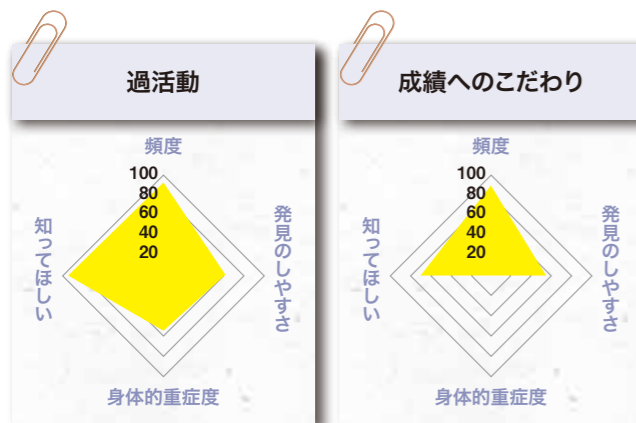 過活動
頻度
100
80
60
40
20
知ってほしい
発見のしやすさ
身体的重症度
成績へのこだわり
頻度
100
80
60
40
20
知ってほしい
発見のしやすさ
身体的重症度